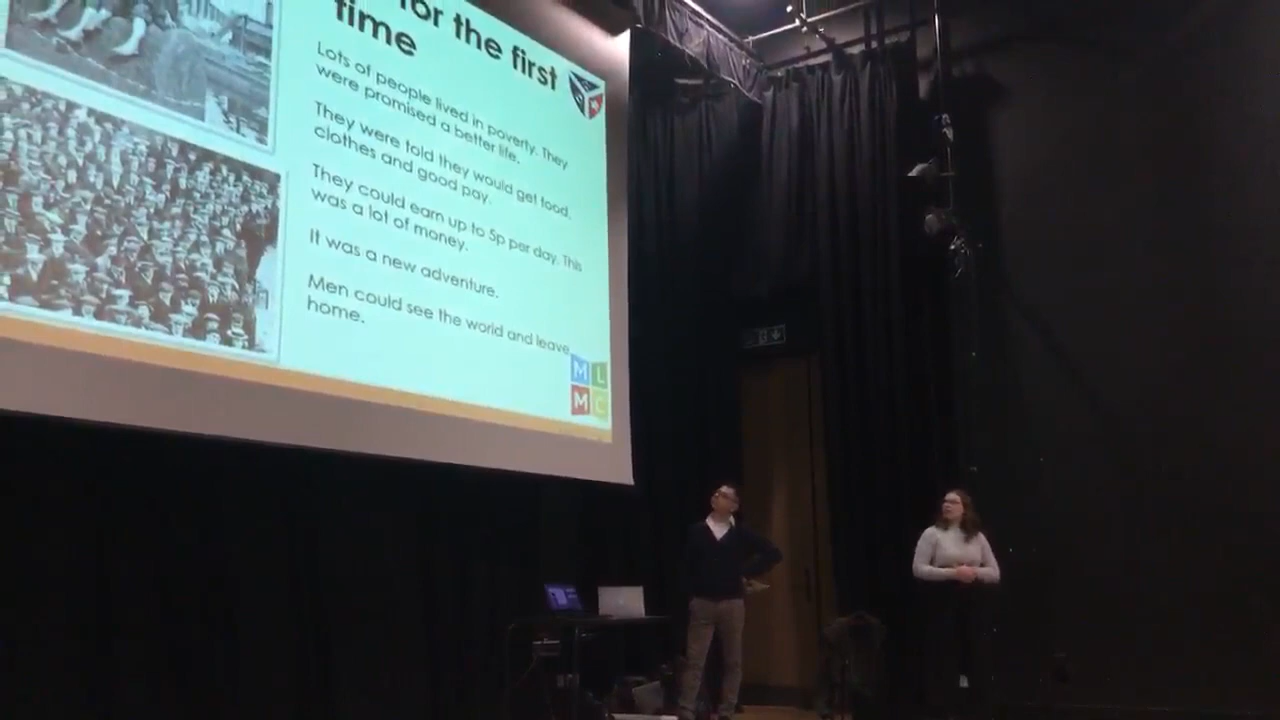 for the first
time
Lots of people lived in poverty. They
were promised a better life.
They were told they would get food,
clothes and good pay.
They could earn up to 5p per day. This
was a lot of money.
It was a new adventure.
Men could see the world and leave
home.
M L
M C